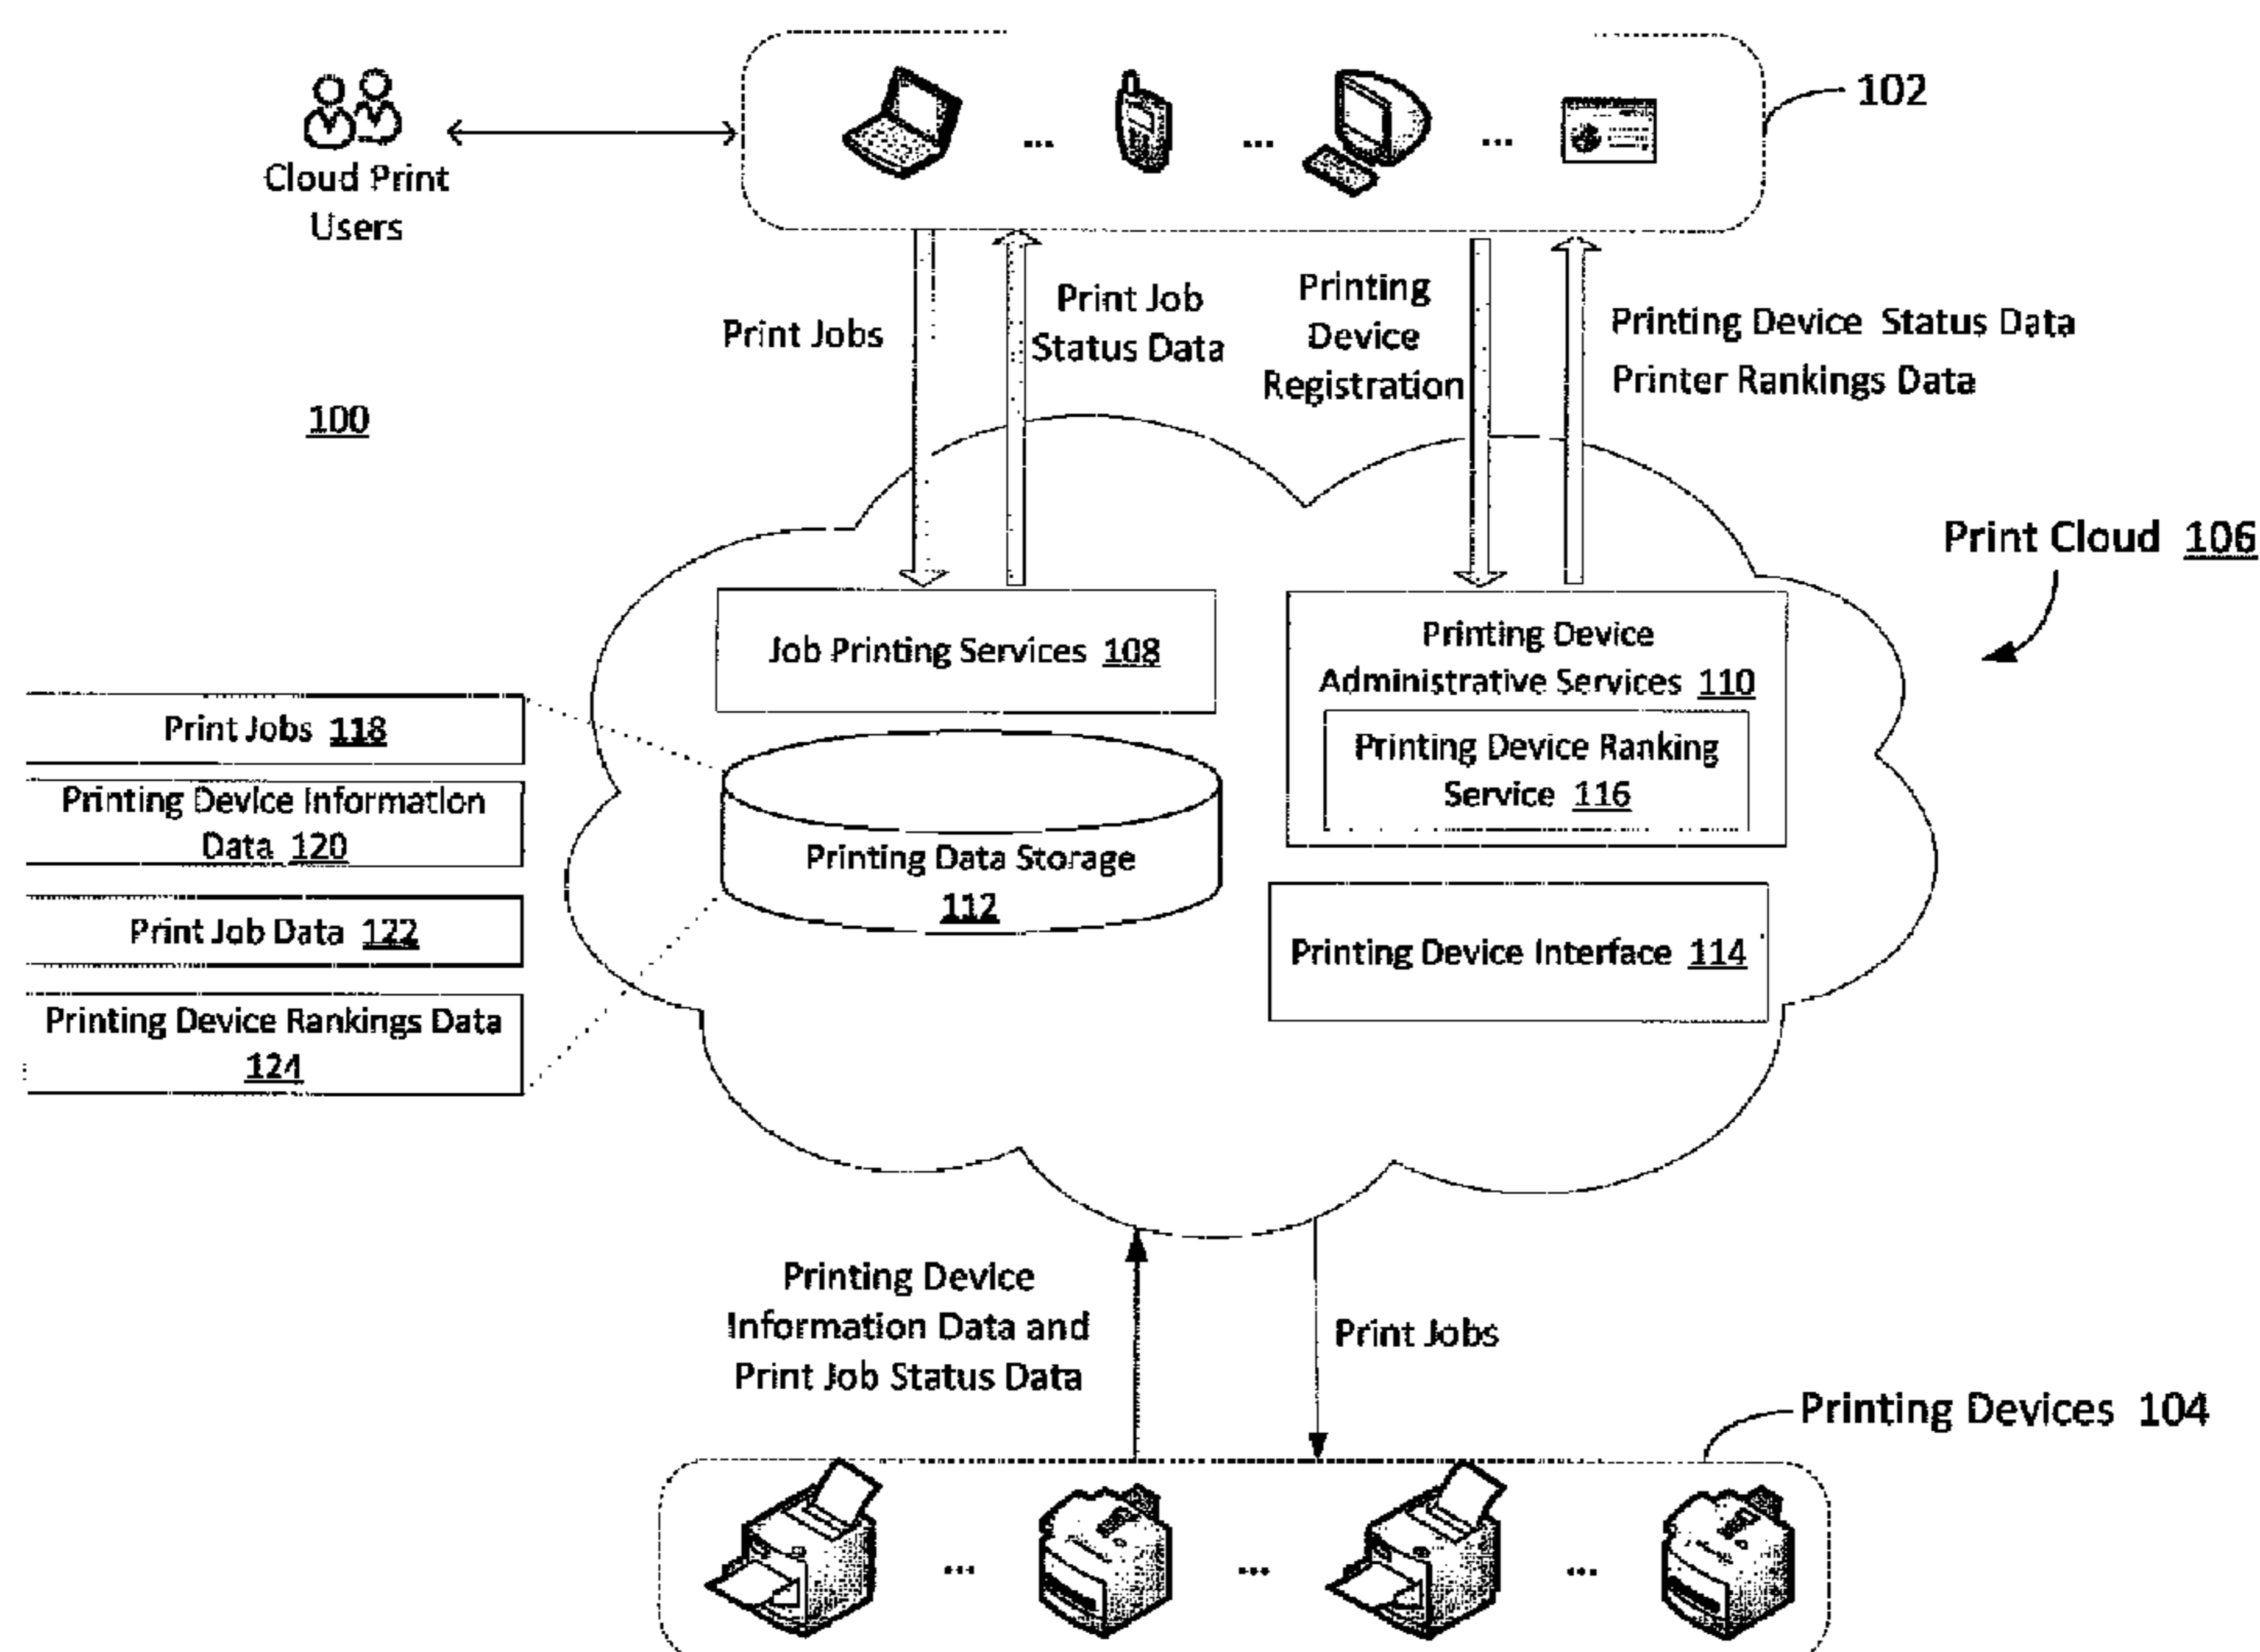 102
Cloud Print
Users
Print Jobs
Print Job
Status Data
Printing
Device
Registration
Printing Device Status Data
Printer Rankings Data
100
Print Cloud 106
Job Printing Services 108
Printing Device
Administrative Services 110
Printing Device Ranking
Service 116
Print Jobs 118
Printing Device Information
Data 120
Print Job Data 122
Printing Device Rankings Data
124
Printing Data Storage
112
Printing Device Interface 114
Printing Device
Information Data and
Print Job Status Data
Print Jobs
Printing Devices 104